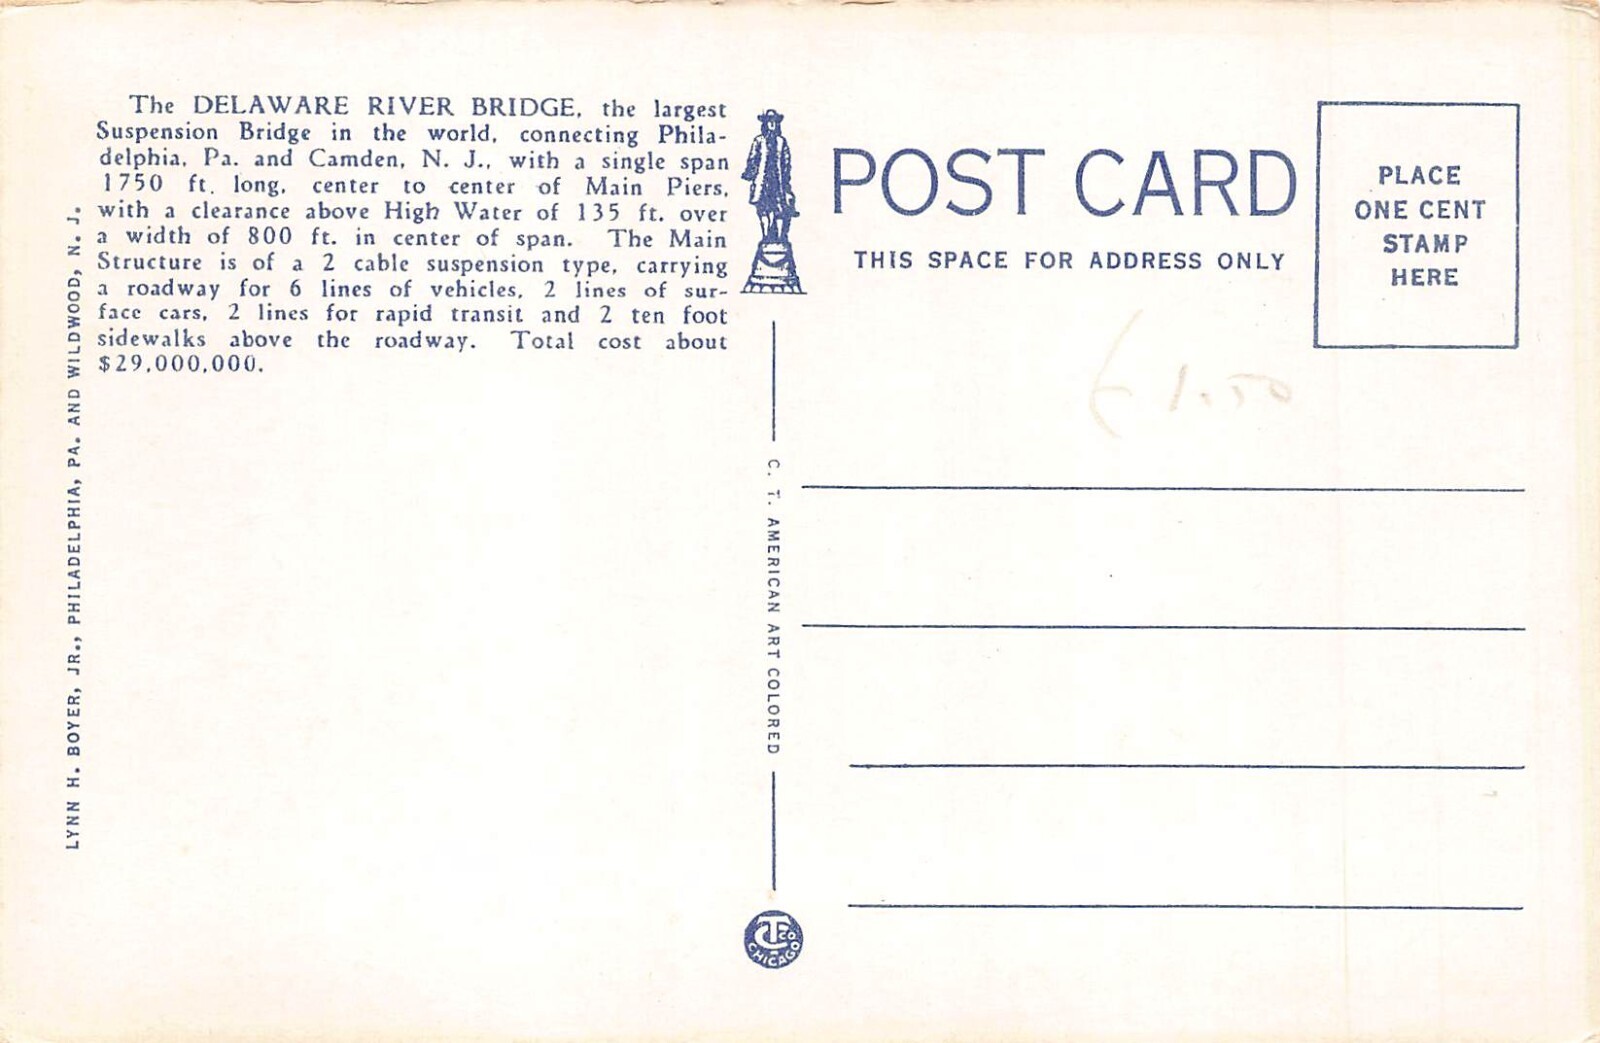 The DELAWARE RIVER BRIDGE, the largest
Suspension Bridge in the world, connecting Phila-
delphia, Pa. and Camden, N. J., with a single span
1750 ft. long, center to center of Main Piers,
with a clearance above High Water of 135 ft. over
a width of 800 ft. in center of span. The Main
Structure is of a 2 cable suspension type, carrying
a roadway for 6 lines of vehicles, 2 lines of sur-
face cars, 2 lines for rapid transit and 2 ten foot
sidewalks above the roadway. Total cost about
$29,000,000.
LYNN H. BOYER, JR., PHILADELPHIA, PA. AND WILDWOOD, N. J.
C. T. AMERICAN ART COLORED
CTCO
CHICAGO
POST CARD
THIS SPACE FOR ADDRESS ONLY
PLACE
ONE CENT
STAMP
HERE